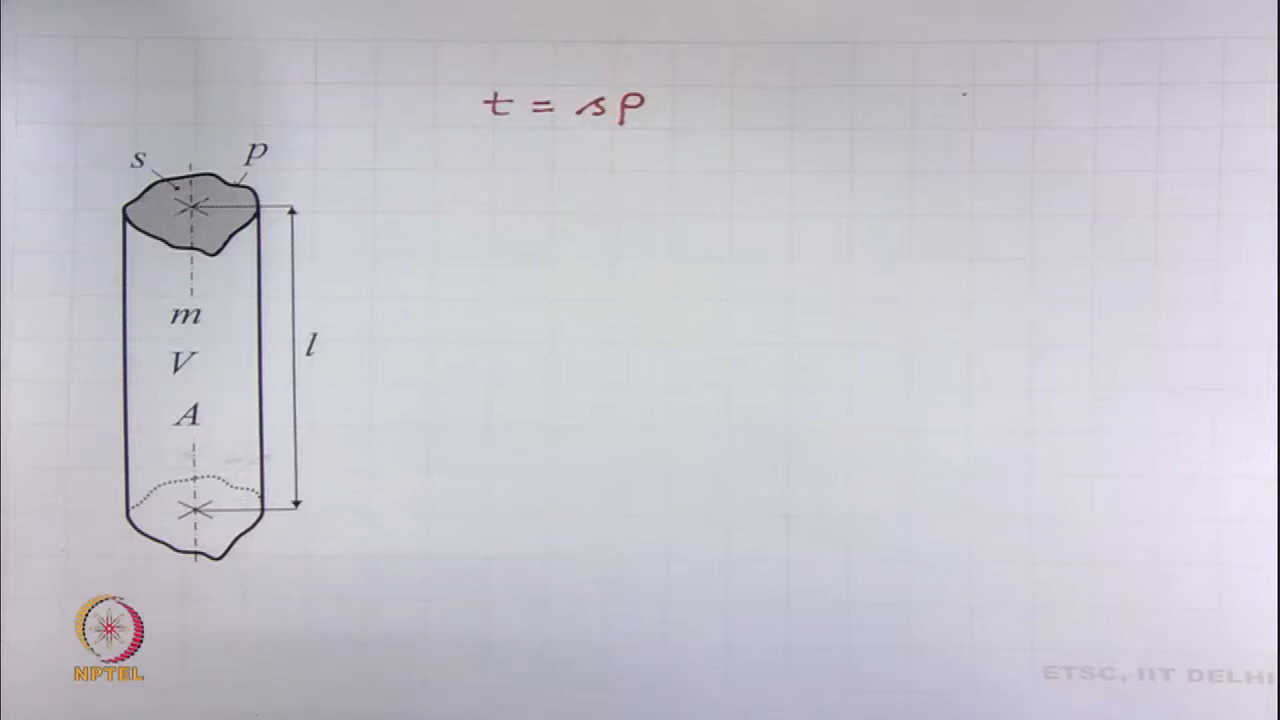 t = sρ
s
p
m
V
l
A
NPTEL
ETSC, IIT DELHI